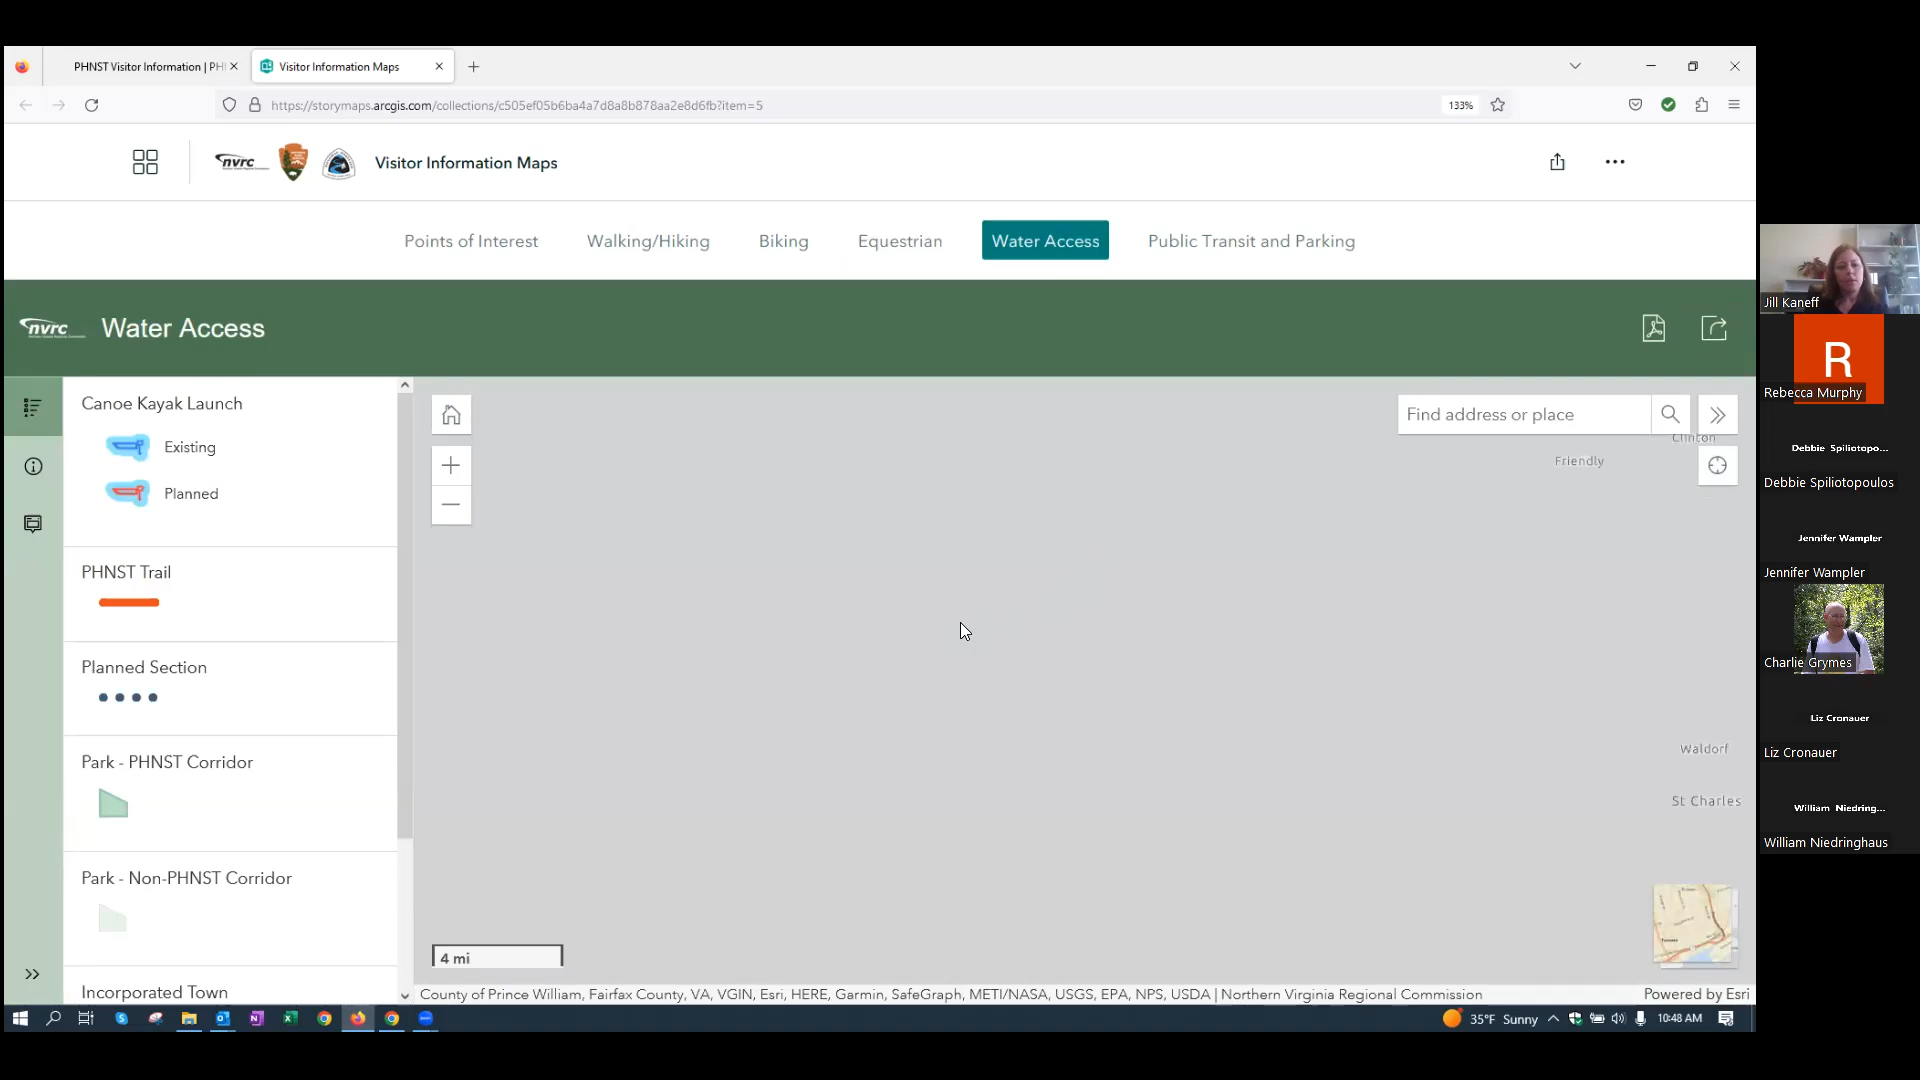 PHNST Visitor Information | PH
Visitor Information Maps
https://storymaps.arcgis.com/collections/c505ef05b6ba4a7d8a8b878aa2e8d6fb?item=5
133%
nvrc
Visitor Information Maps
Points of Interest
Walking/Hiking
Biking
Equestrian
Water Access
Public Transit and Parking
nvrc
Water Access
Canoe Kayak Launch
Existing
Planned
PHNST Trail
Planned Section
Park - PHNST Corridor
Park - Non-PHNST Corridor
Incorporated Town
Find address or place
Clinton
Friendly
Waldorf
St Charles
4 mi
County of Prince William, Fairfax County, VA, VGIN, Esri, HERE, Garmin, SafeGraph, METI/NASA, USGS, EPA, NPS, USDA | Northern Virginia Regional Commission
Powered by Esri
35°F Sunny
10:48 AM
Jill Kaneff
R
Rebecca Murphy
Debbie Spiliotopo...
Debbie Spiliotopoulos
Jennifer Wampler
Jennifer Wampler
Charlie Grymes
Liz Cronauer
Liz Cronauer
William Niedring...
William Niedringhaus